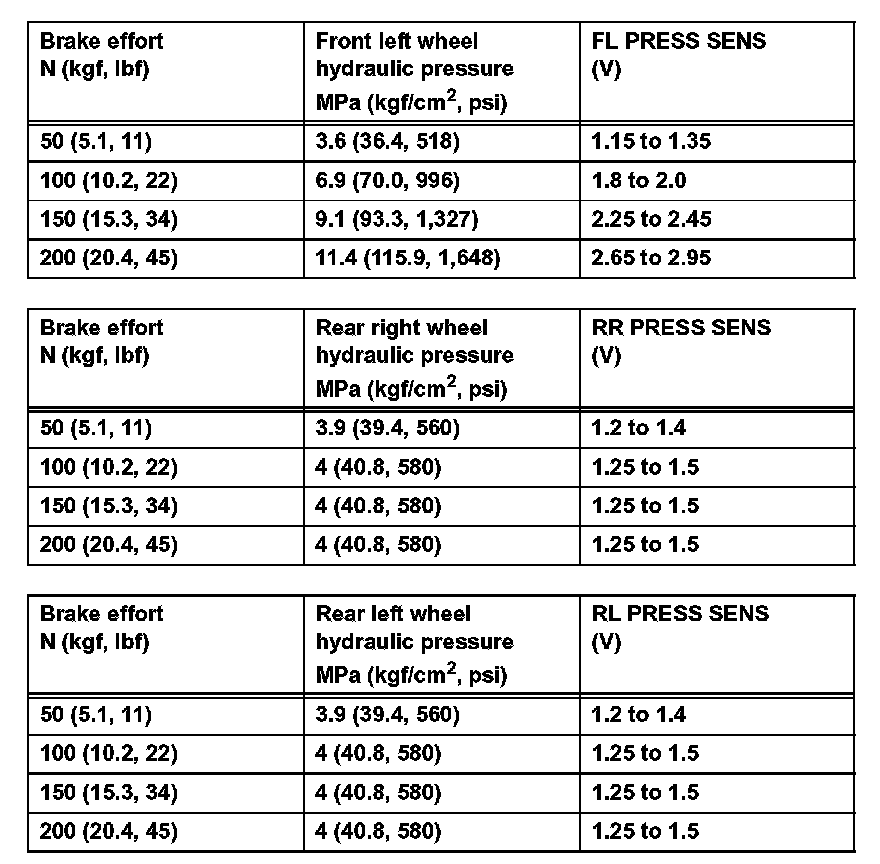 Brake effort
N (kgf, lbf)
Front left wheel
hydraulic pressure
MPa (kgf/cm2, psi)
FL PRESS SENS
(V)
50 (5.1, 11) 3.6 (36.4, 518) 1.15 to 1.35
100 (10.2, 22) 6.9 (70.0, 996) 1.8 to 2.0
150 (15.3, 34) 9.1 (93.3, 1,327) 2.25 to 2.45
200 (20.4, 45) 11.4 (115.9, 1,648) 2.65 to 2.95
Brake effort
N (kgf, lbf)
Rear right wheel
hydraulic pressure
MPa (kgf/cm2, psi)
RR PRESS SENS
(V)
50 (5.1, 11) 3.9 (39.4, 560) 1.2 to 1.4
100 (10.2, 22) 4 (40.8, 580) 1.25 to 1.5
150 (15.3, 34) 4 (40.8, 580) 1.25 to 1.5
200 (20.4, 45) 4 (40.8, 580) 1.25 to 1.5
Brake effort
N (kgf, lbf)
Rear left wheel
hydraulic pressure
MPa (kgf/cm2, psi)
RL PRESS SENS
(V)
50 (5.1, 11) 3.9 (39.4, 560) 1.2 to 1.4
100 (10.2, 22) 4 (40.8, 580) 1.25 to 1.5
150 (15.3, 34) 4 (40.8, 580) 1.25 to 1.5
200 (20.4, 45) 4 (40.8, 580) 1.25 to 1.5